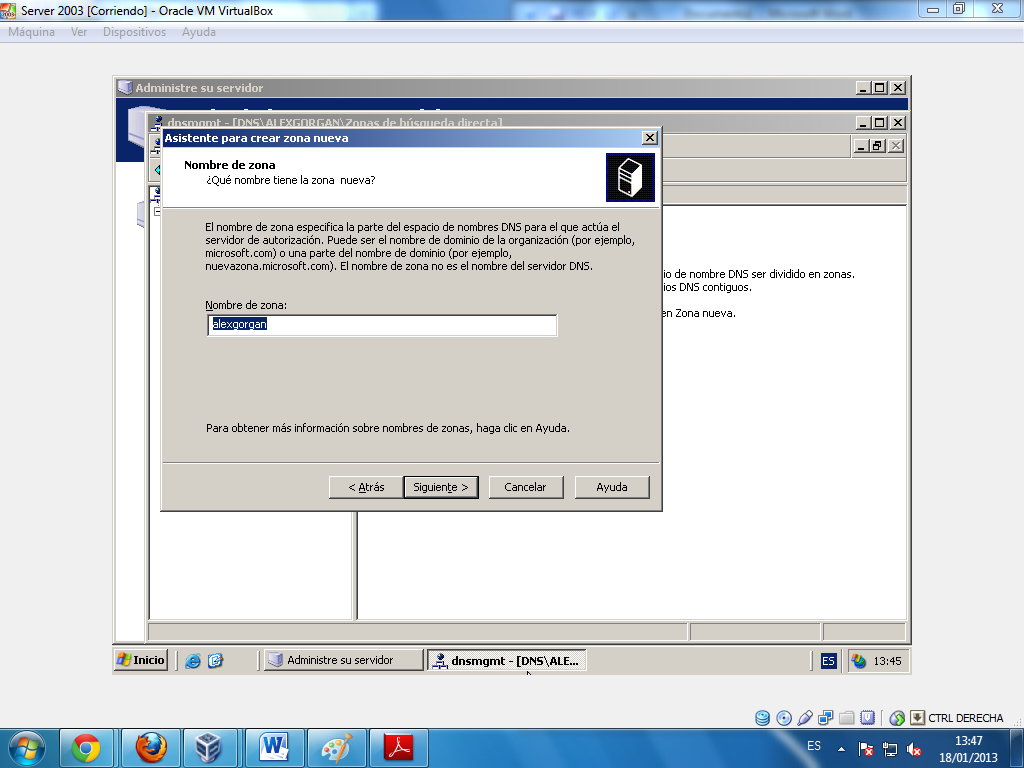 Server 2003 [Corriendo] - Oracle VM VirtualBox
Máquina Ver Dispositivos Ayuda
Administre su servidor
dnsmgmt - [DNS\ALEXGORGAN\Zonas de búsqueda directa]
Asistente para crear zona nueva
Nombre de zona
¿Qué nombre tiene la zona nueva?
El nombre de zona especifica la parte del espacio de nombres DNS para el que actúa el
servidor de autorización. Puede ser el nombre de dominio de la organización (por ejemplo,
microsoft.com) o una parte del nombre de dominio (por ejemplo,
nuevazona.microsoft.com). El nombre de zona no es el nombre del servidor DNS.
io de nombre DNS ser dividido en zonas.
ios DNS contiguos.
en Zona nueva.
Nombre de zona:
alexgorgan
Para obtener más información sobre nombres de zonas, haga clic en Ayuda.
< Atrás Siguiente > Cancelar Ayuda
Inicio Administre su servidor dnsmgmt - [DNS\ALE... ES 13:45
CTRL DERECHA
ES 13:47
18/01/2013